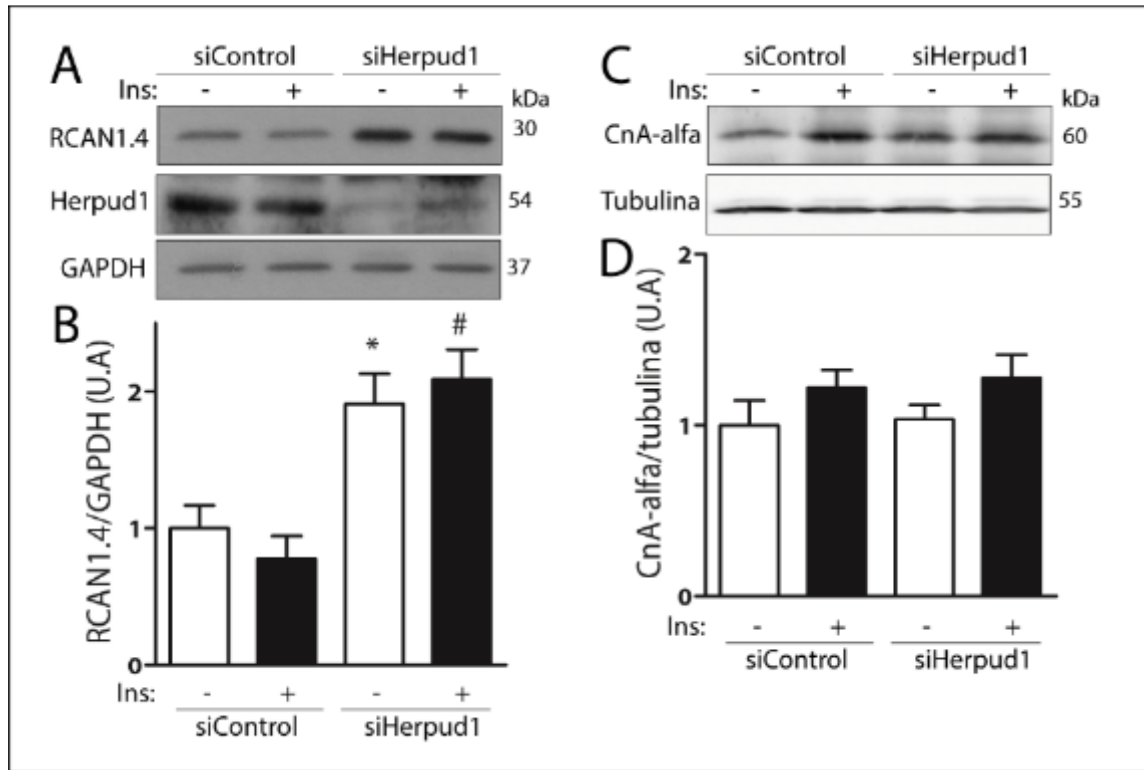 A
siControl siHerpud1
Ins: - + - + kDa
RCAN1.4 30
Herpud1 54
GAPDH 37
B
RCAN1.4/GAPDH (U.A)
2
1
0
* #
Ins: - + - +
siControl siHerpud1
C
siControl siHerpud1
Ins: - + - + kDa
CnA-alfa 60
Tubulina 55
D
CnA-alfa/tubulina (U.A)
2
1
0
Ins: - + - +
siControl siHerpud1